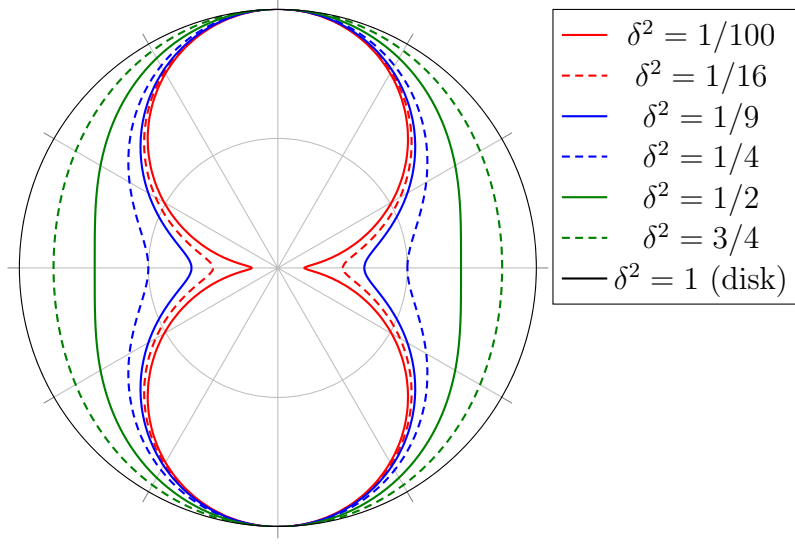 δ² = 1/100
δ² = 1/16
δ² = 1/9
δ² = 1/4
δ² = 1/2
δ² = 3/4
δ² = 1 (disk)